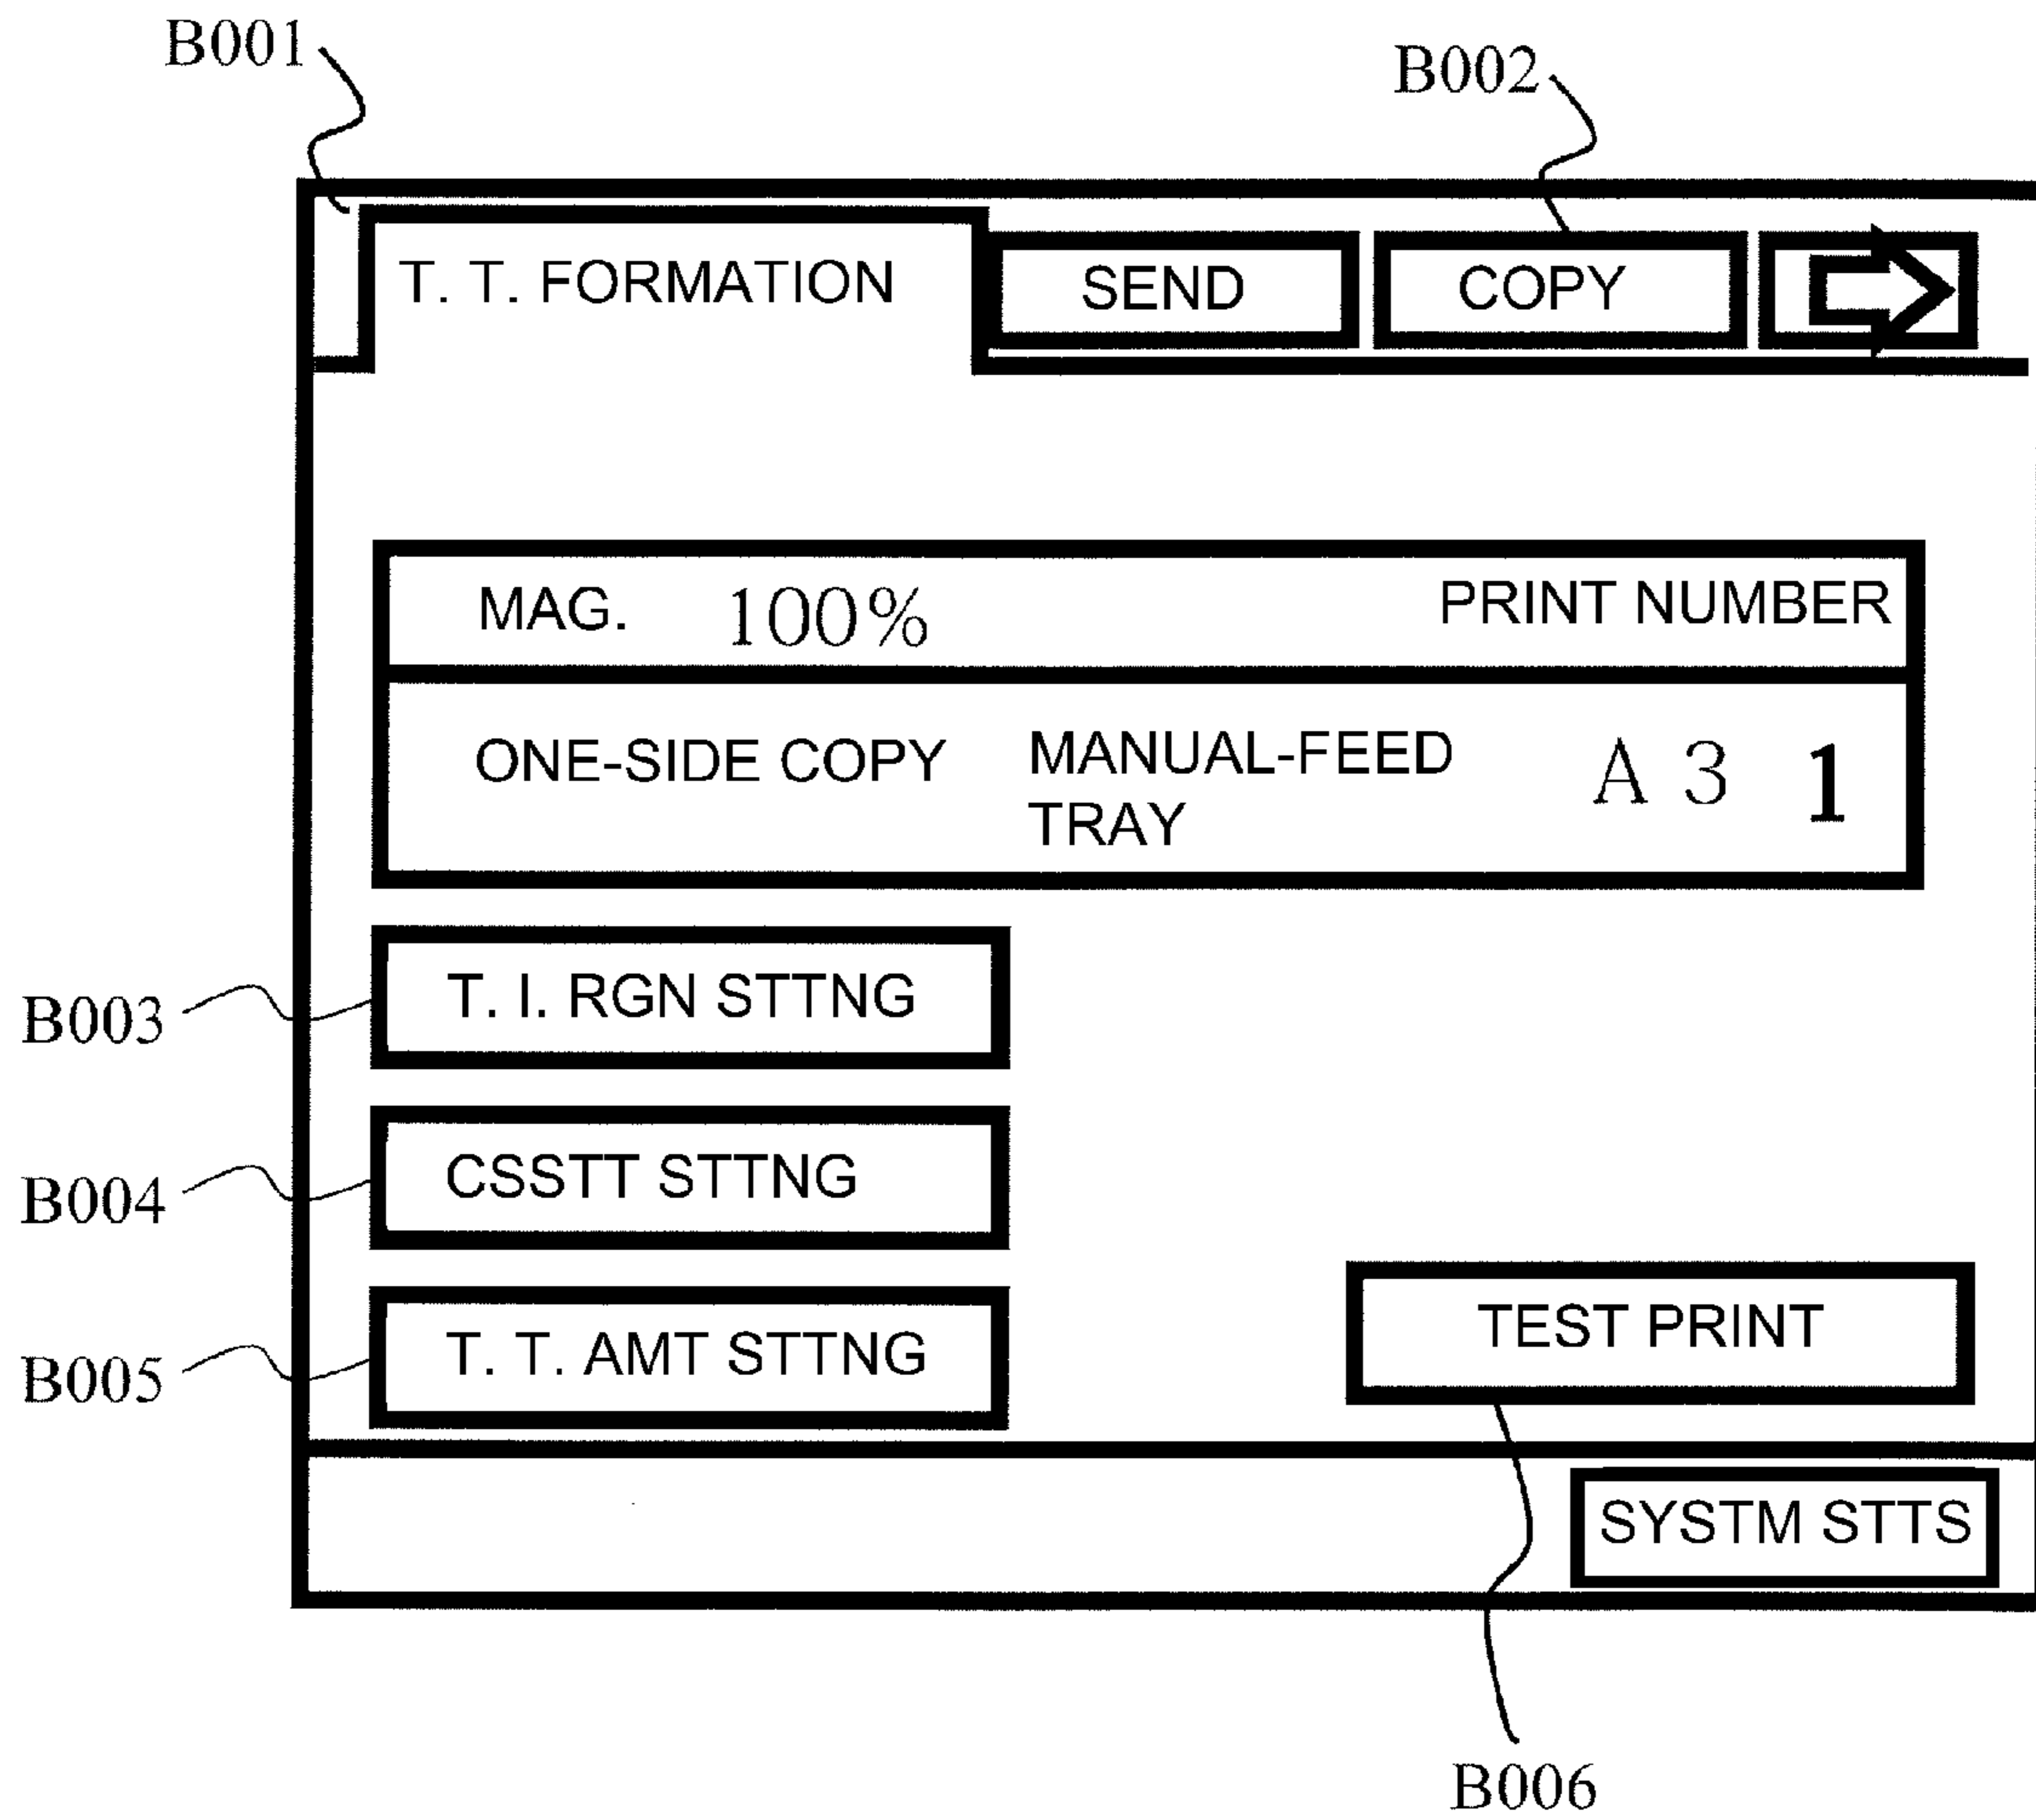 B001
B002
T. T. FORMATION SEND COPY
MAG. 100% PRINT NUMBER
ONE-SIDE COPY MANUAL-FEED TRAY A 3 1
B003 T. I. RGN STTNG
B004 CSSTT STTNG
B005 T. T. AMT STTNG
TEST PRINT
SYSTM STTS
B006